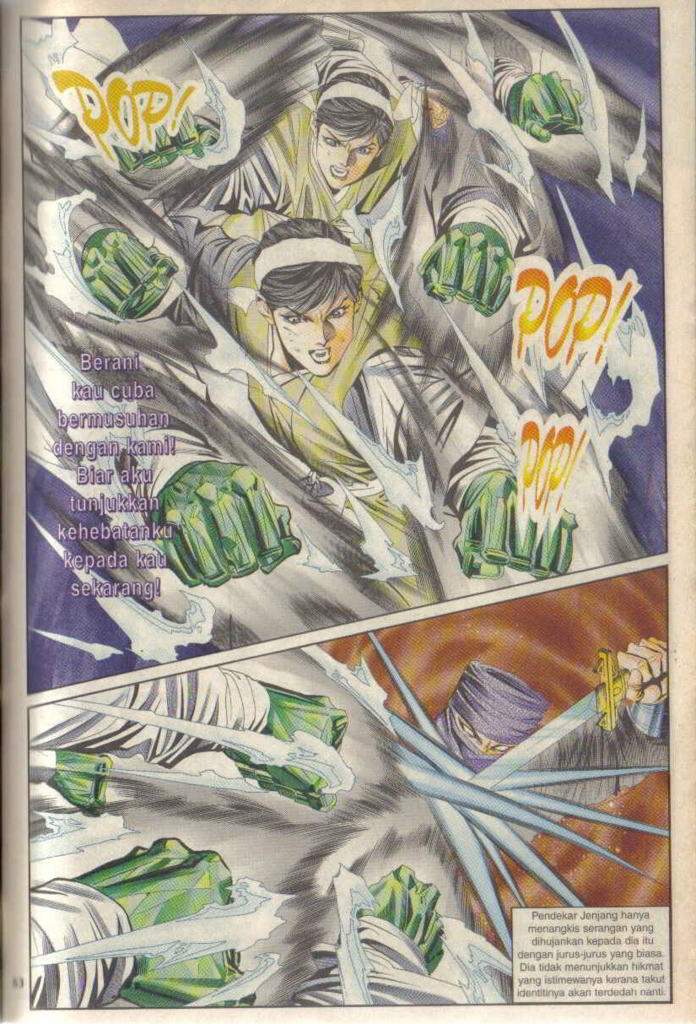 POP!
POP!
POP!
Berani
kau cuba
bermusuhan
dengan kami!
Biar aku
tunjukkan
kehebatanku
kepada kau
sekarang!
Pendekar Jenjang hanya
menangkis serangan yang
dihujankan kepada dia itu
dengan jurus-jurus yang biasa.
Dia tidak menunjukkan hikmat
yang istimewanya kerana takut
identitinya akan terdedah nanti.